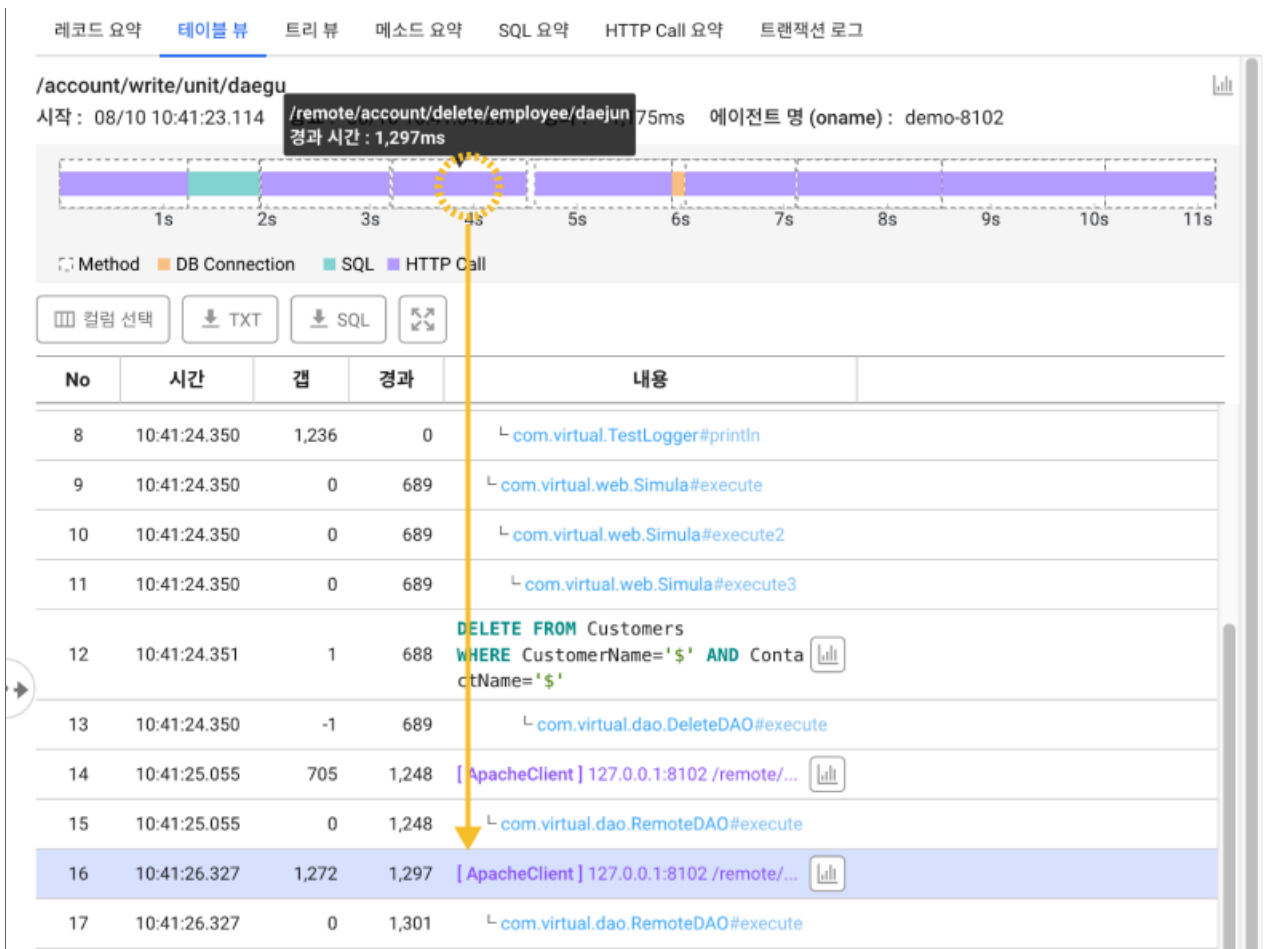 레코드 요약 테이블 뷰 트리 뷰 메소드 요약 SQL 요약 HTTP Call 요약 트랜잭션 로그
/account/write/unit/daegu
시작 : 08/10 10:41:23.114 75ms 에이전트 명 (oname) : demo-8102
/remote/account/delete/employee/daejun
경과 시간 : 1,297ms
1s 2s 3s 4s 5s 6s 7s 8s 9s 10s 11s
Method DB Connection SQL HTTP Call
컬럼 선택 TXT SQL
No 시간 갭 경과 내용
8 10:41:24.350 1,236 0 └ com.virtual.TestLogger#println
9 10:41:24.350 0 689 └ com.virtual.web.Simula#execute
10 10:41:24.350 0 689 └ com.virtual.web.Simula#execute2
11 10:41:24.350 0 689 └ com.virtual.web.Simula#execute3
12 10:41:24.351 1 688 DELETE FROM Customers
WHERE CustomerName='$' AND Conta
ctName='$'
13 10:41:24.350 -1 689 └ com.virtual.dao.DeleteDAO#execute
14 10:41:25.055 705 1,248 [ ApacheClient ] 127.0.0.1:8102 /remote/...
15 10:41:25.055 0 1,248 └ com.virtual.dao.RemoteDAO#execute
16 10:41:26.327 1,272 1,297 [ ApacheClient ] 127.0.0.1:8102 /remote/...
17 10:41:26.327 0 1,301 └ com.virtual.dao.RemoteDAO#execute